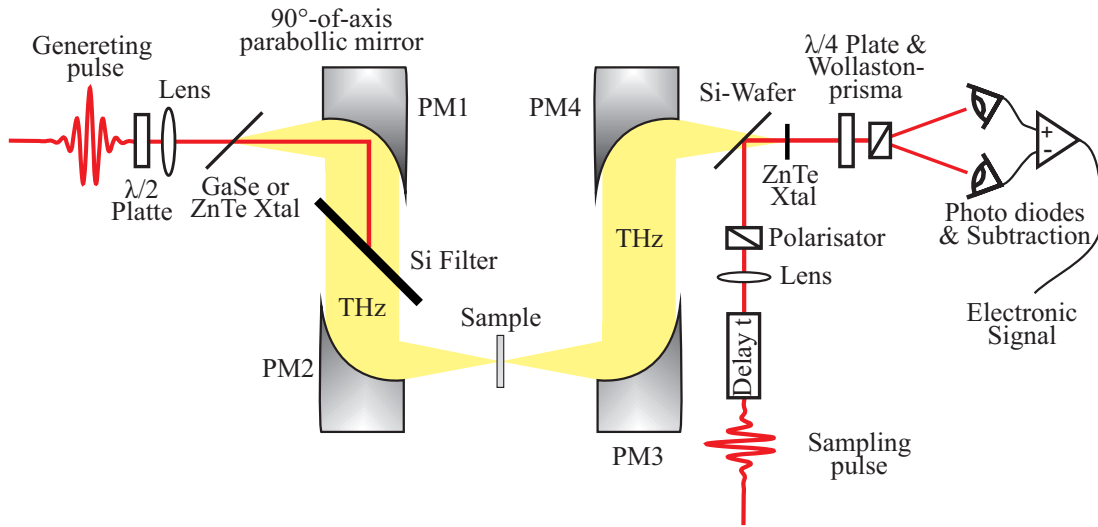 90°-of-axis
parabollic mirror
Genereting
pulse
Lens
λ/2
Platte
GaSe or
ZnTe Xtal
PM1
Si Filter
THz
PM2
Sample
PM4
THz
PM3
Si-Wafer
λ/4 Plate &
Wollaston-
prisma
ZnTe
Xtal
+
-
Photo diodes
& Subtraction
Polarisator
Lens
Delay t
Electronic
Signal
Sampling
pulse